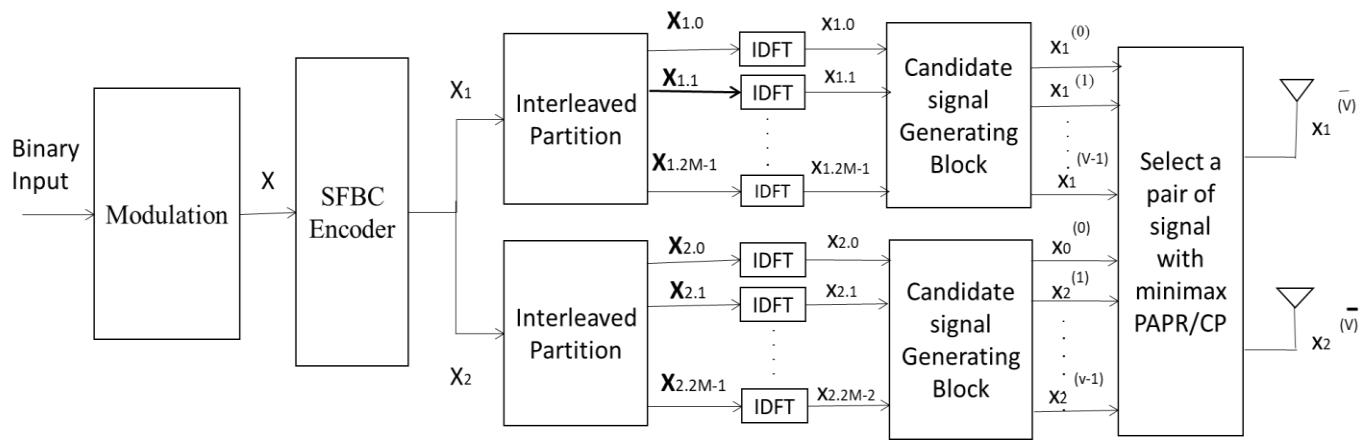 Binary
Input
Modulation
X
SFBC
Encoder
X1
X2
Interleaved
Partition
X1.0
X1.1
X1.2M-1
IDFT
IDFT
IDFT
x1.0
x1.1
x1.2M-1
Candidate
signal
Generating
Block
x1(0)
x1(1)
x1(V-1)
Interleaved
Partition
X2.0
X2.1
X2.2M-1
IDFT
IDFT
IDFT
x2.0
x2.1
x2.2M-2
Candidate
signal
Generating
Block
x0(0)
x2(1)
x2(v-1)
Select a
pair of
signal
with
minimax
PAPR/CP
x1(V̄)
x2(V̄)